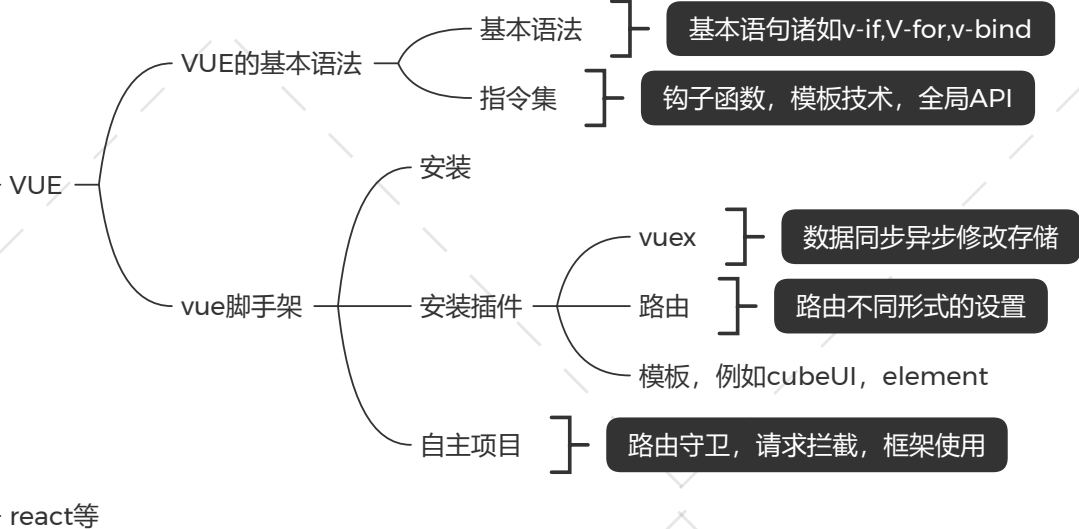 基本语法
基本语句诸如v-if,V-for,v-bind
VUE的基本语法
指令集
钩子函数，模板技术，全局API
VUE
安装
vuex
数据同步异步修改存储
vue脚手架
安装插件
路由
路由不同形式的设置
模板，例如cubeUI，element
自主项目
路由守卫，请求拦截，框架使用
react等